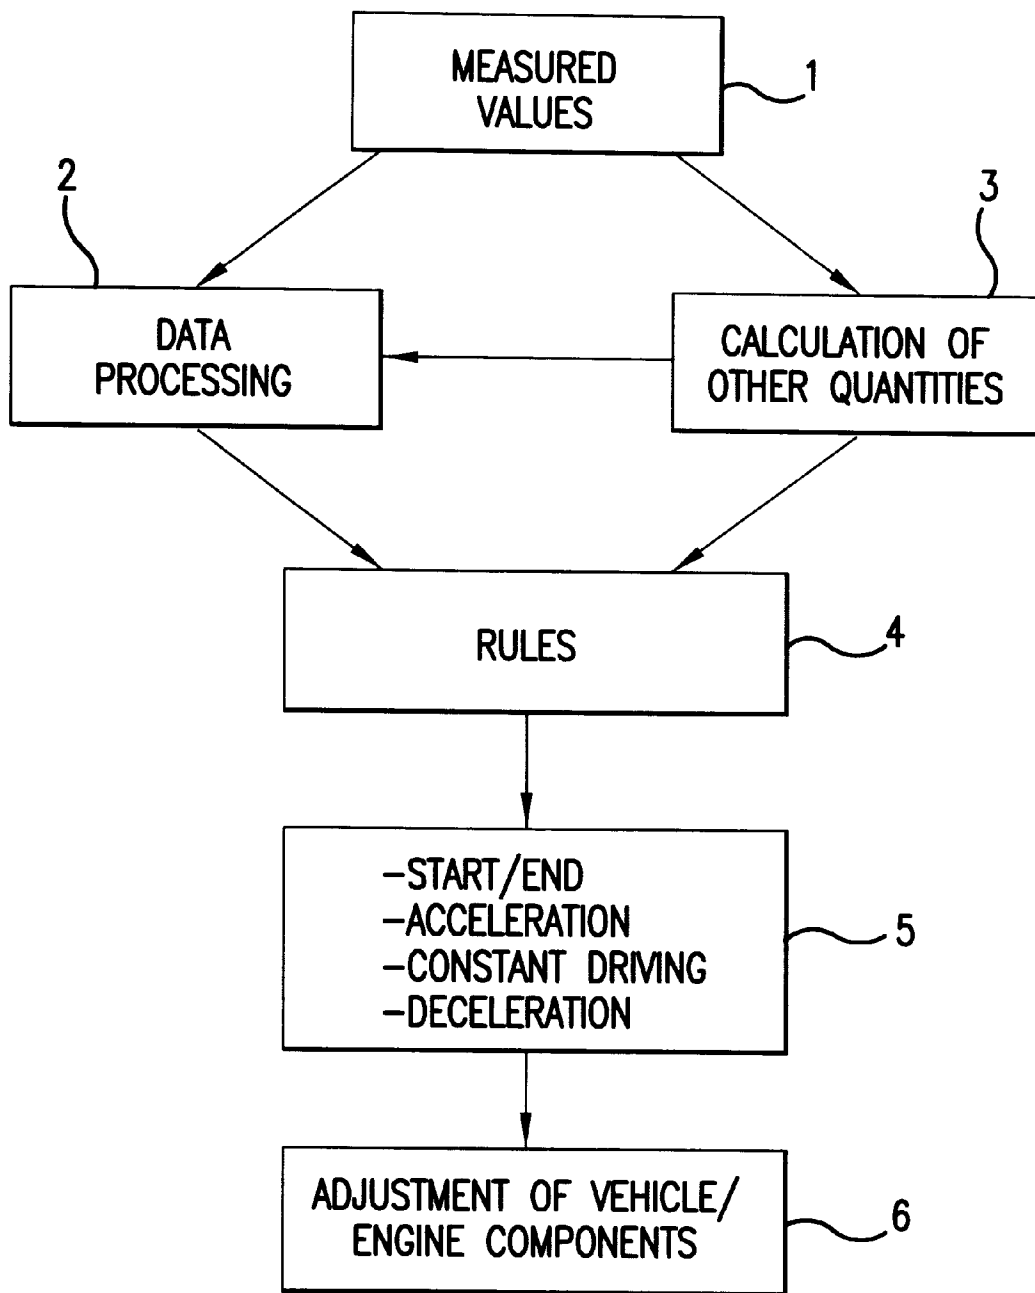 MEASURED
VALUES
1
2
3
DATA
PROCESSING
CALCULATION OF
OTHER QUANTITIES
RULES
4
-START/END
-ACCELERATION
-CONSTANT DRIVING
-DECELERATION
5
ADJUSTMENT OF VEHICLE/
ENGINE COMPONENTS
6